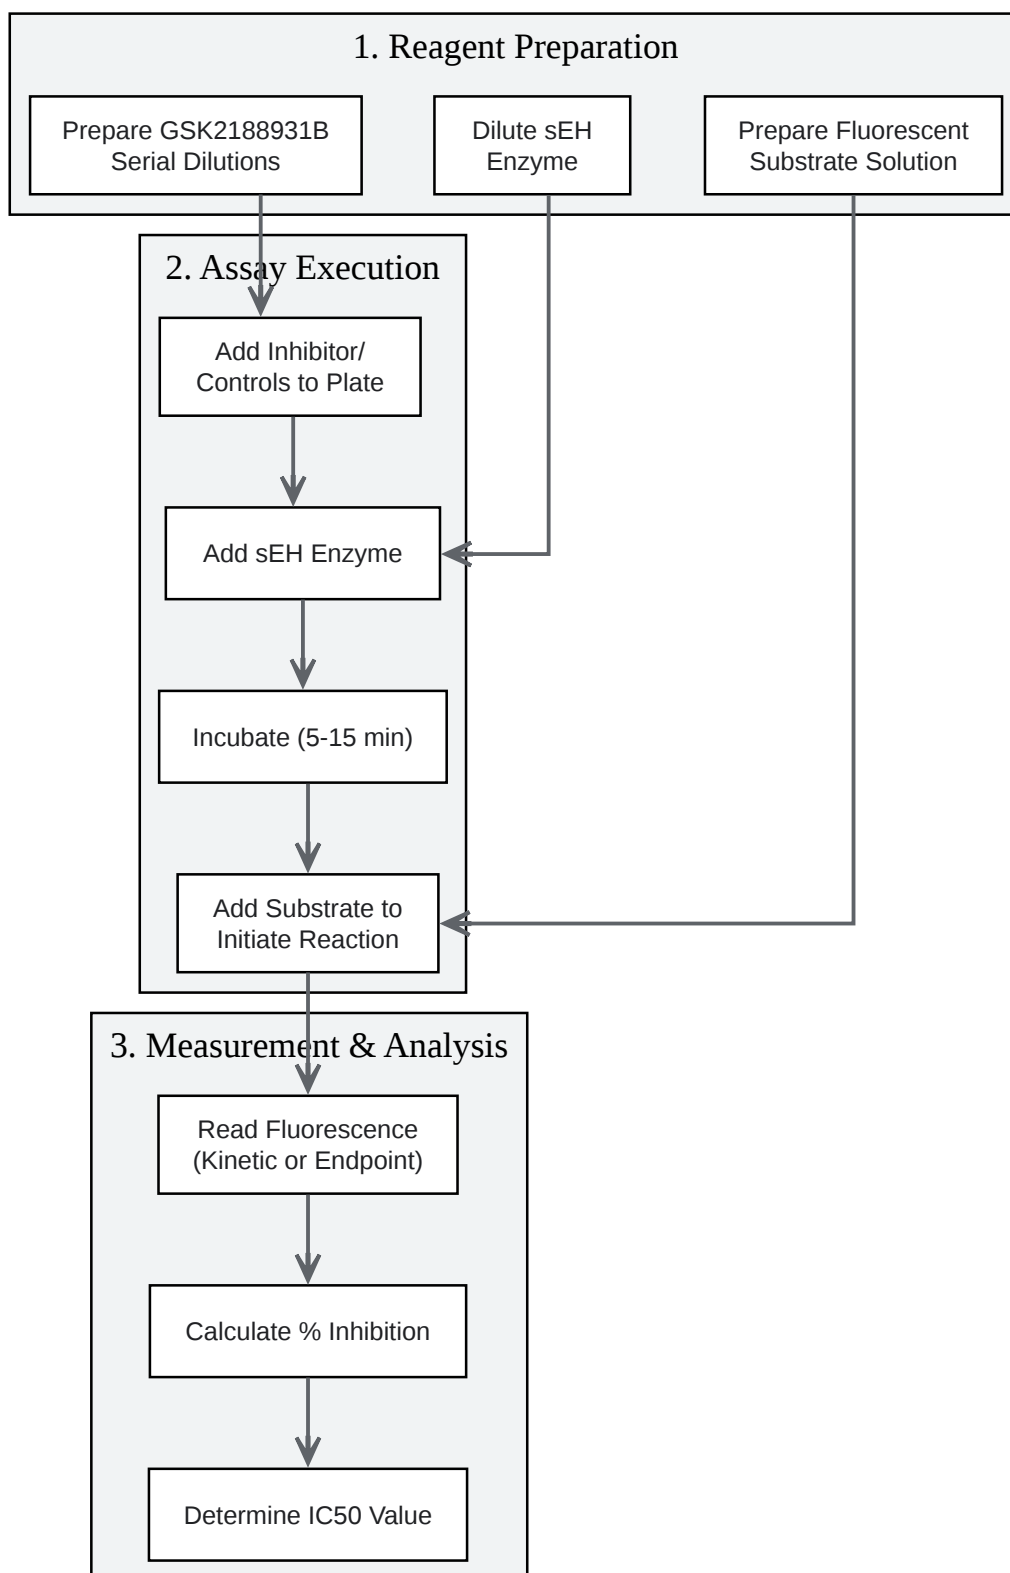 1. Reagent Preparation
Prepare GSK2188931B
Serial Dilutions
Dilute sEH
Enzyme
Prepare Fluorescent
Substrate Solution
2. Assay Execution
Add Inhibitor/
Controls to Plate
Add sEH Enzyme
Incubate (5-15 min)
Add Substrate to
Initiate Reaction
3. Measurement & Analysis
Read Fluorescence
(Kinetic or Endpoint)
Calculate % Inhibition
Determine IC50 Value